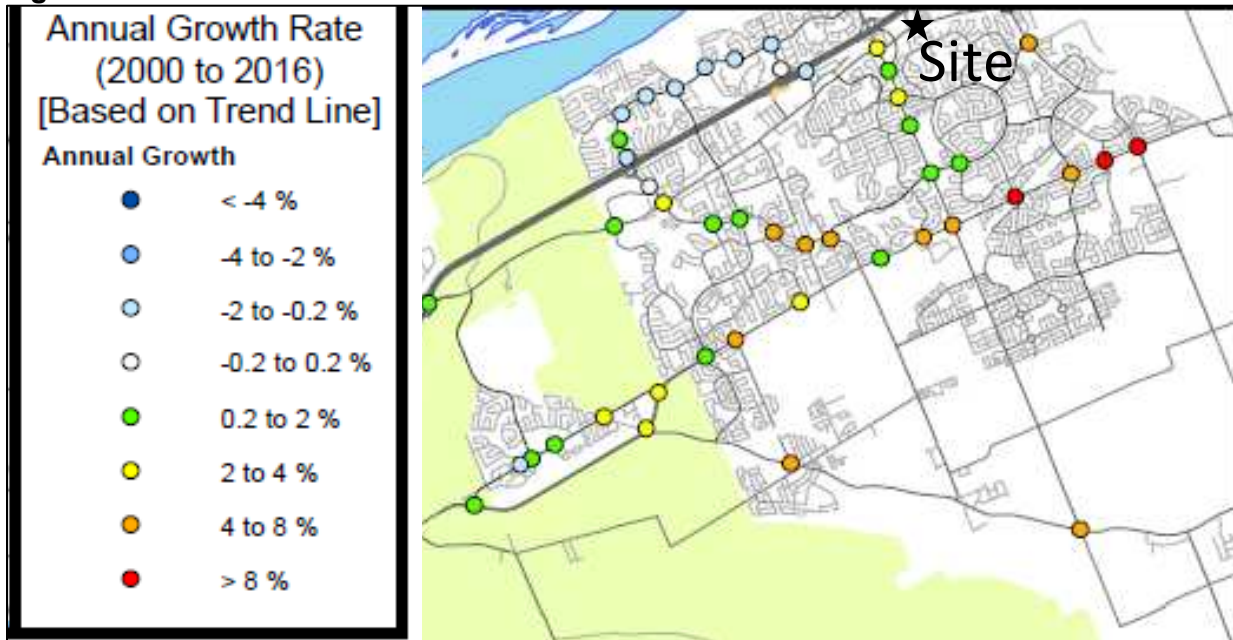 Annual Growth Rate
(2000 to 2016)
[Based on Trend Line]
Annual Growth
< -4 %
-4 to -2 %
-2 to -0.2 %
-0.2 to 0.2 %
0.2 to 2 %
2 to 4 %
4 to 8 %
> 8 %
Site